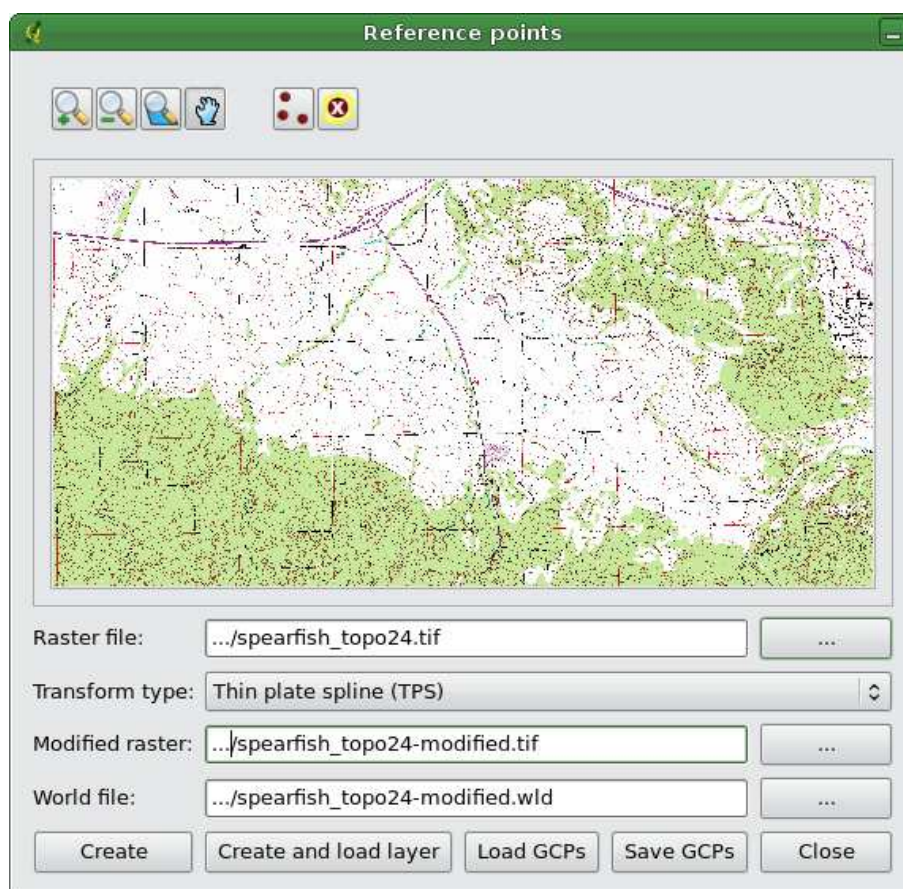 Reference points
Raster file: .../spearfish_topo24.tif ...
Transform type: Thin plate spline (TPS)
Modified raster: .../spearfish_topo24-modified.tif ...
World file: .../spearfish_topo24-modified.wld ...
Create Create and load layer Load GCPs Save GCPs Close